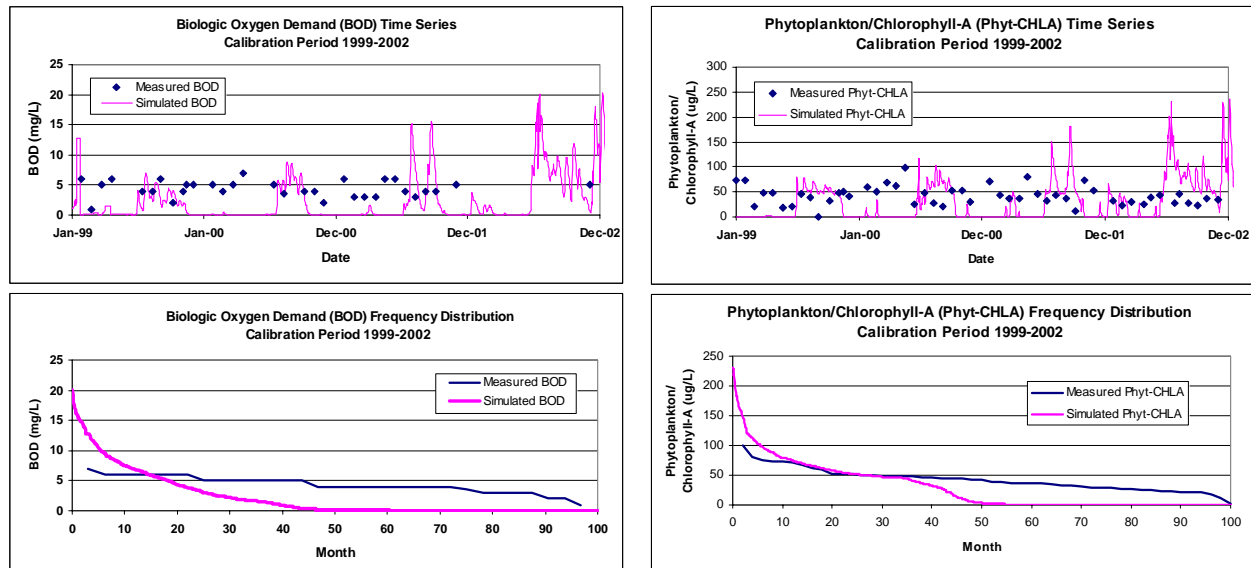 Biologic Oxygen Demand (BOD) Time Series
Calibration Period 1999-2002
BOD (mg/L)
25
20
15
10
5
0
Measured BOD
Simulated BOD
Jan-99
Jan-00
Dec-00
Dec-01
Dec-02
Date
Phytoplankton/Chlorophyll-A (Phyt-CHLA) Time Series
Calibration Period 1999-2002
Phytoplankton/
Chlorophyll-A (ug/L)
300
250
200
150
100
50
0
Measured Phyt-CHLA
Simulated Phyt-CHLA
Jan-99
Jan-00
Dec-00
Dec-01
Dec-02
Date
Biologic Oxygen Demand (BOD) Frequency Distribution
Calibration Period 1999-2002
BOD (mg/L)
25
20
15
10
5
0
Measured BOD
Simulated BOD
0
10
20
30
40
50
60
70
80
90
100
Month
Phytoplankton/Chlorophyll-A (Phyt-CHLA) Frequency Distribution
Calibration Period 1999-2002
Phytoplankton/
Chlorophyll-A (ug/L)
250
200
150
100
50
0
Measured Phyt-CHLA
Simulated Phyt-CHLA
0
10
20
30
40
50
60
70
80
90
100
Month